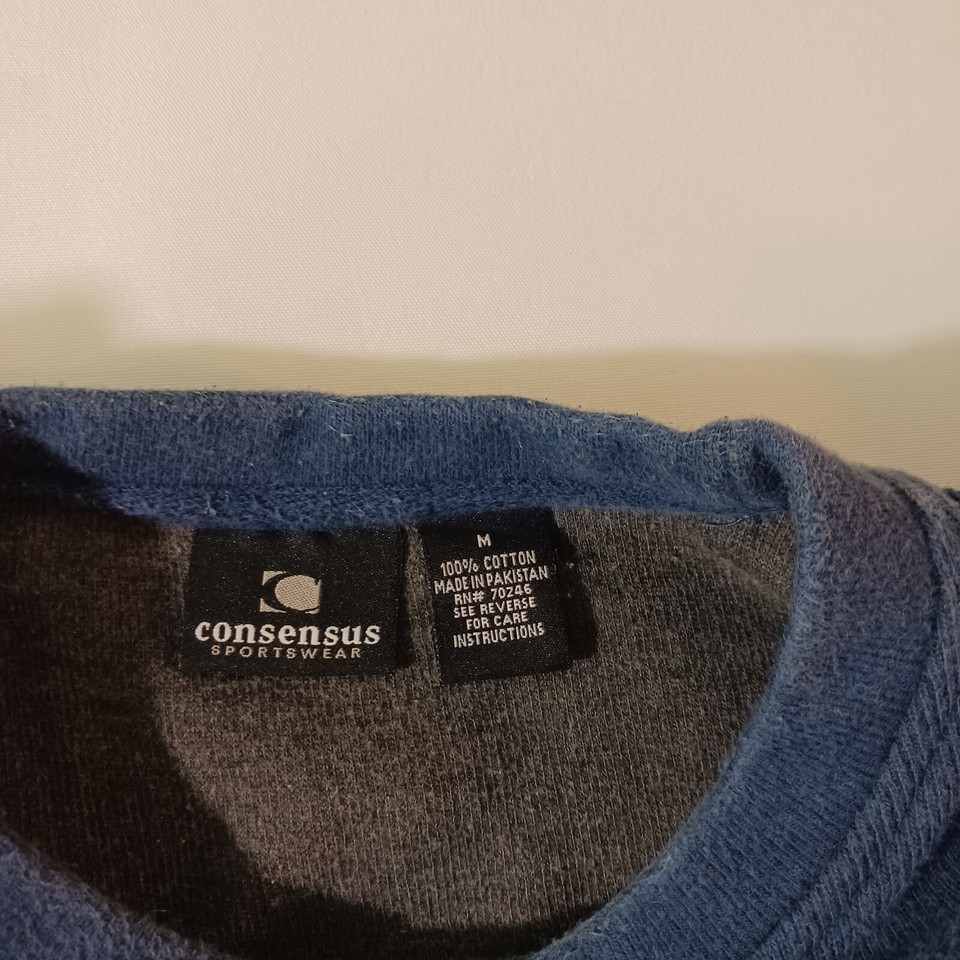 consensus
SPORTSWEAR
M
100% COTTON
MADE IN PAKISTAN
RN# 70246
SEE REVERSE
FOR CARE
INSTRUCTIONS